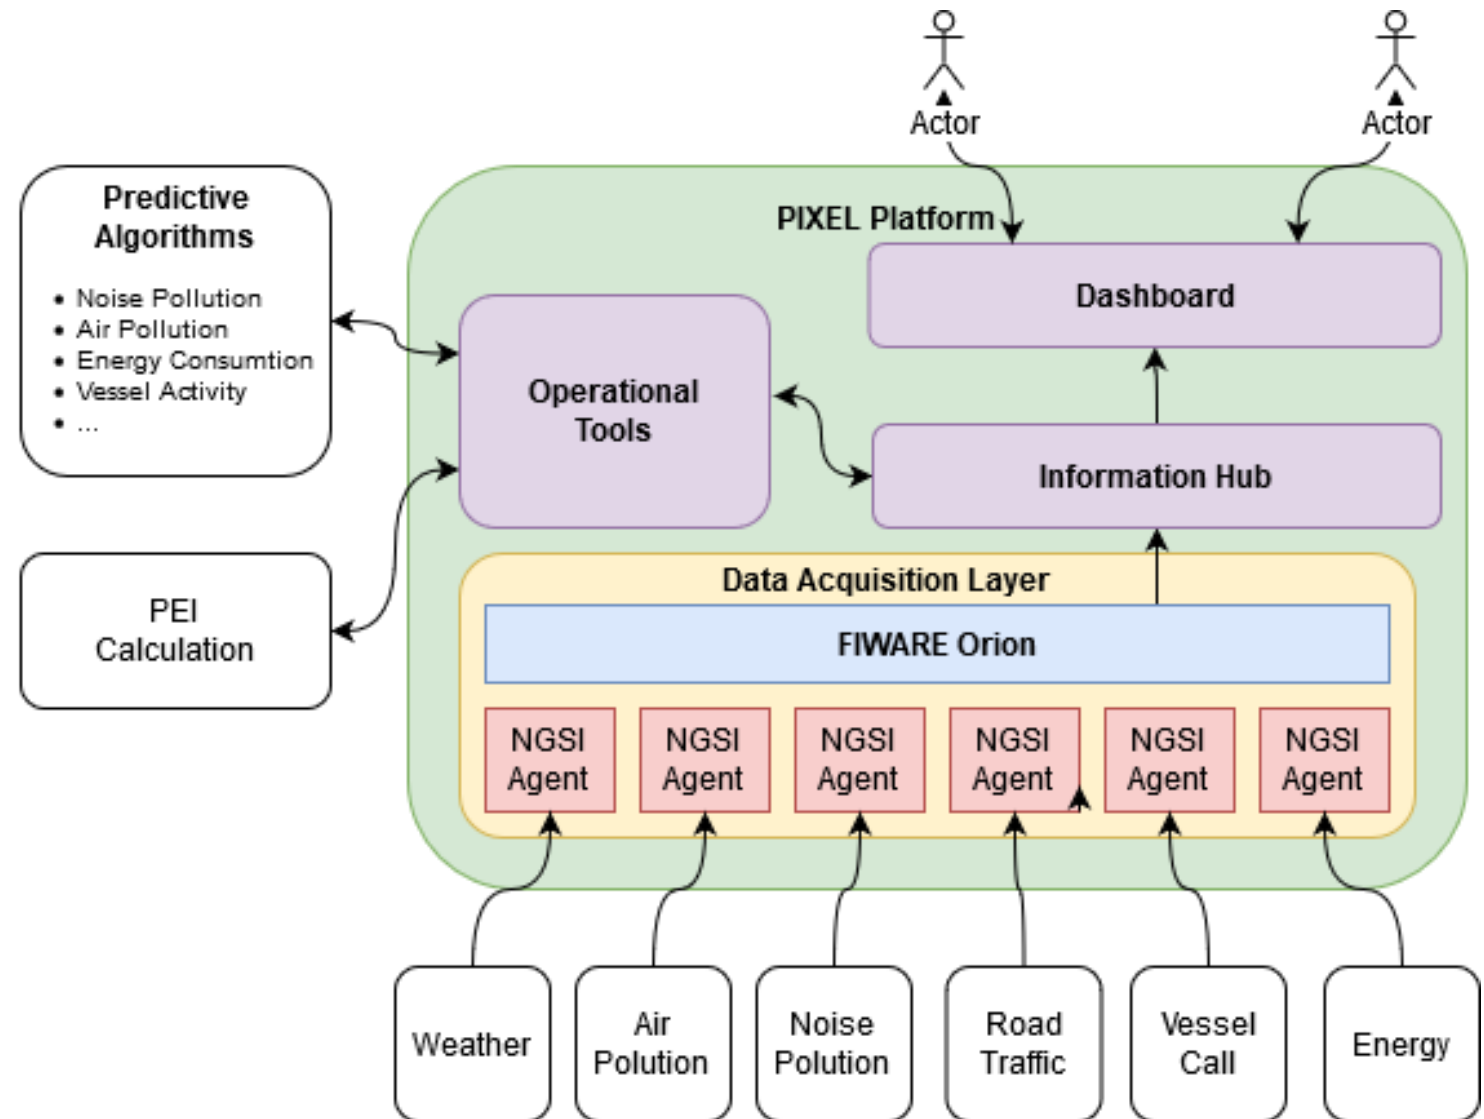 Actor
Actor
Predictive
Algorithms
• Noise Pollution
• Air Pollution
• Energy Consumtion
• Vessel Activity
• ...
PIXEL Platform
Dashboard
Operational
Tools
Information Hub
PEI
Calculation
Data Acquisition Layer
FIWARE Orion
NGSI
Agent
NGSI
Agent
NGSI
Agent
NGSI
Agent
NGSI
Agent
NGSI
Agent
Weather
Air
Polution
Noise
Polution
Road
Traffic
Vessel
Call
Energy